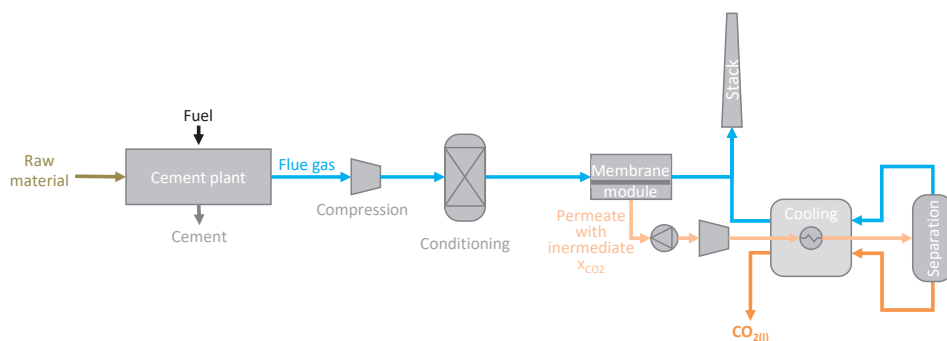 Fuel
Raw
material
Cement plant
Cement
Flue gas
Compression
Conditioning
Membrane
module
Permeate
with
inermediate
xCO2
Stack
Cooling
Separation
CO2(l)